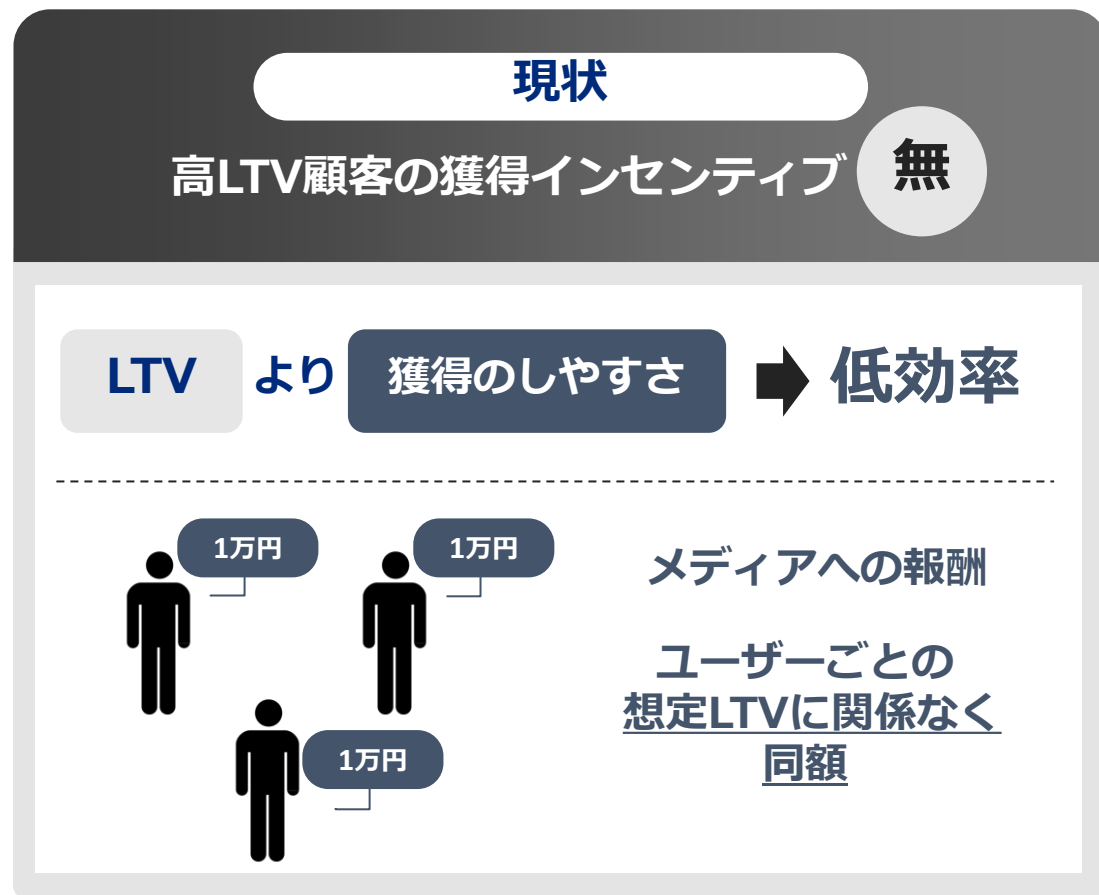 現状
高LTV顧客の獲得インセンティブ 無
LTV より 獲得のしやすさ 低効率
1万円 1万円
1万円
メディアへの報酬
ユーザーごとの
想定LTVに関係なく
同額